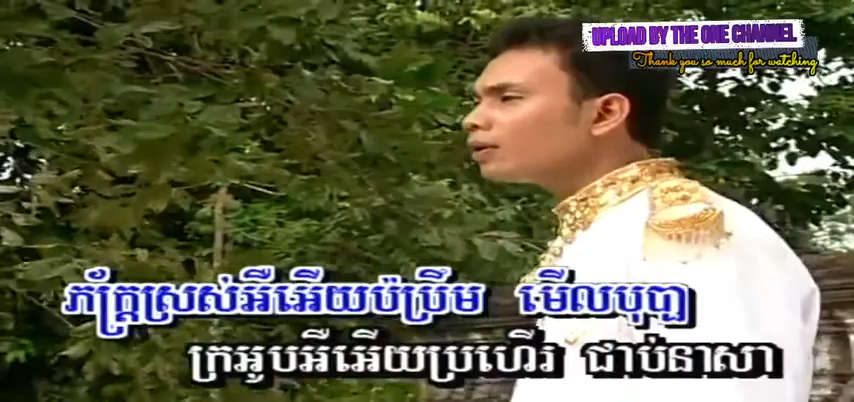 UPLOAD BY THE ONE CHANNEL
Thank you so much for watching
ភ័ក្ត្រស្រស់អឺអើយប៉ប្រឹម មើលបុប្ផា
ក្រអូបអឺអើយប្រហើរ ជាប់នាសា